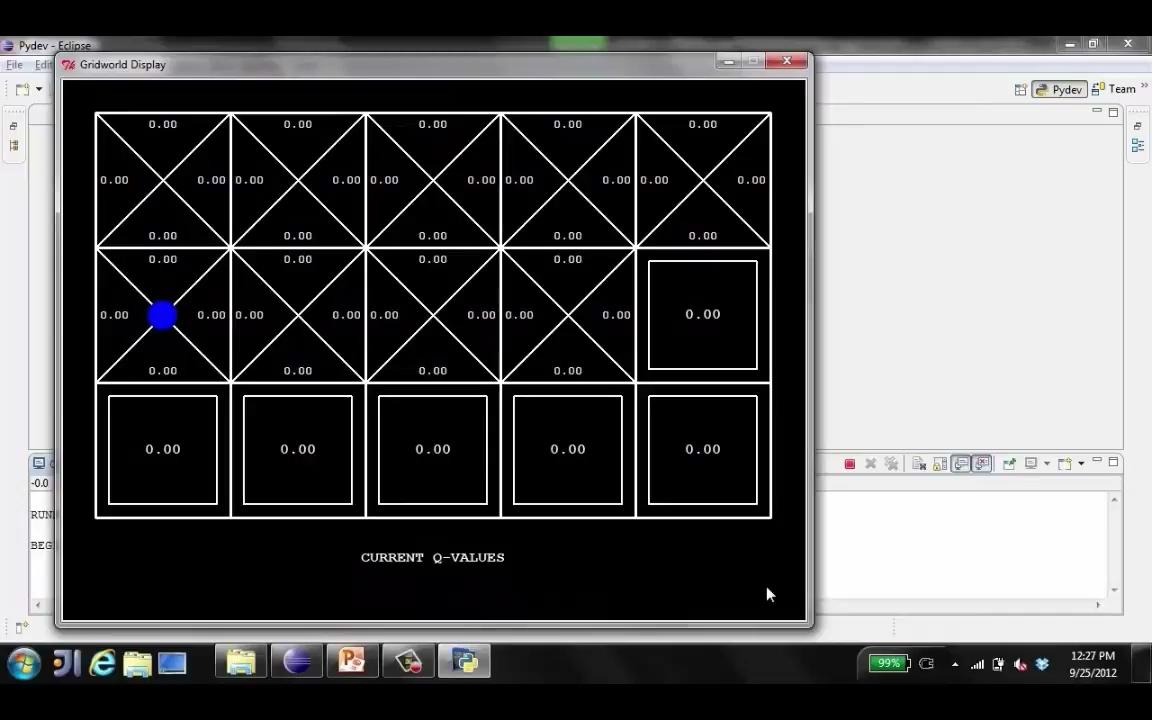 Pydev - Eclipse
File Edit
Gridworld Display
Pydev
Team
0.00 0.00 0.00 0.00 0.00
0.00 0.00 0.00 0.00 0.00 0.00 0.00 0.00 0.00 0.00
0.00 0.00 0.00 0.00 0.00
0.00 0.00 0.00 0.00
0.00 0.00 0.00 0.00 0.00 0.00 0.00 0.00 0.00
0.00 0.00 0.00 0.00
0.00 0.00 0.00 0.00 0.00
-0.0
RUN
BEG
CURRENT Q-VALUES
99%
12:27 PM
9/25/2012